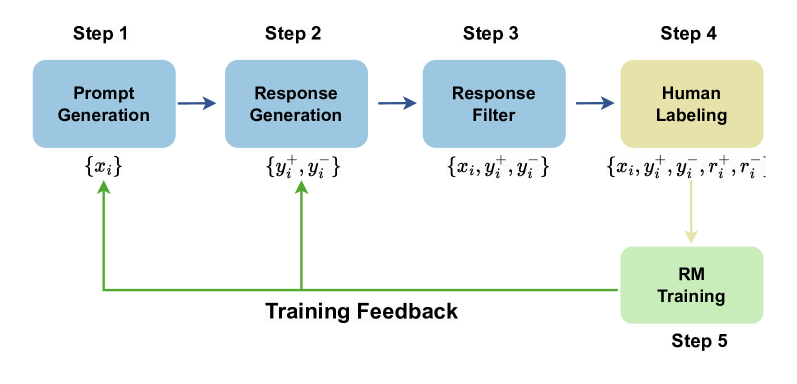 Step 1
Step 2
Step 3
Step 4
Prompt
Generation
Response
Generation
Response
Filter
Human
Labeling
{x_i}
{y_i^+, y_i^-}
{x_i, y_i^+, y_i^-}
{x_i, y_i^+, y_i^-, r_i^+, r_i^-
RM
Training
Training Feedback
Step 5